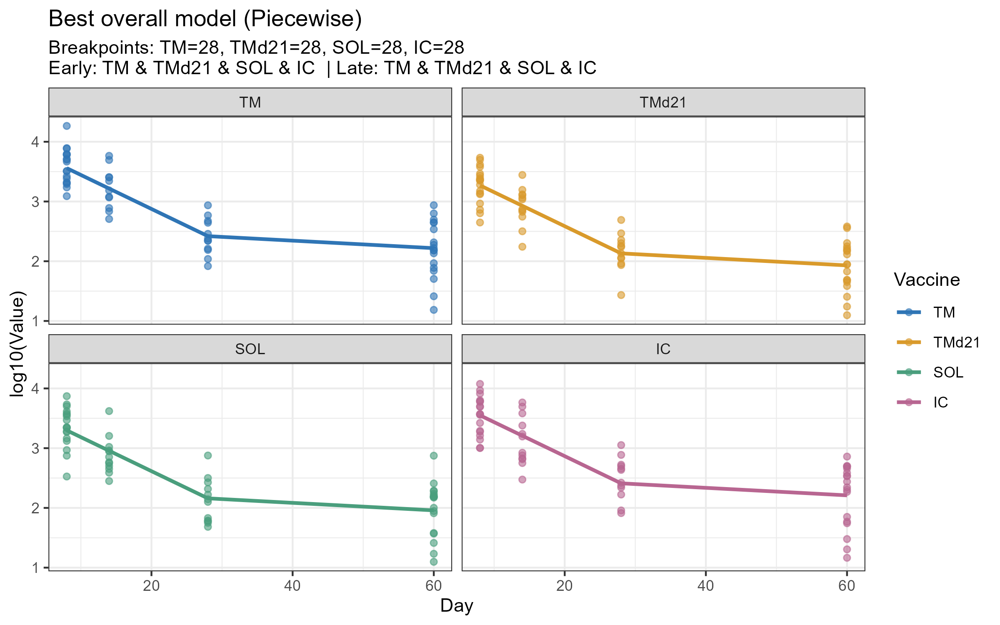 Best overall model (Piecewise)
Breakpoints: TM=28, TMd21=28, SOL=28, IC=28
Early: TM & TMd21 & SOL & IC  | Late: TM & TMd21 & SOL & IC
TM
TMd21
4
3
2
1
SOL
IC
4
3
2
1
20
40
60
20
40
60
Day
log10(Value)
Vaccine
TM
TMd21
SOL
IC